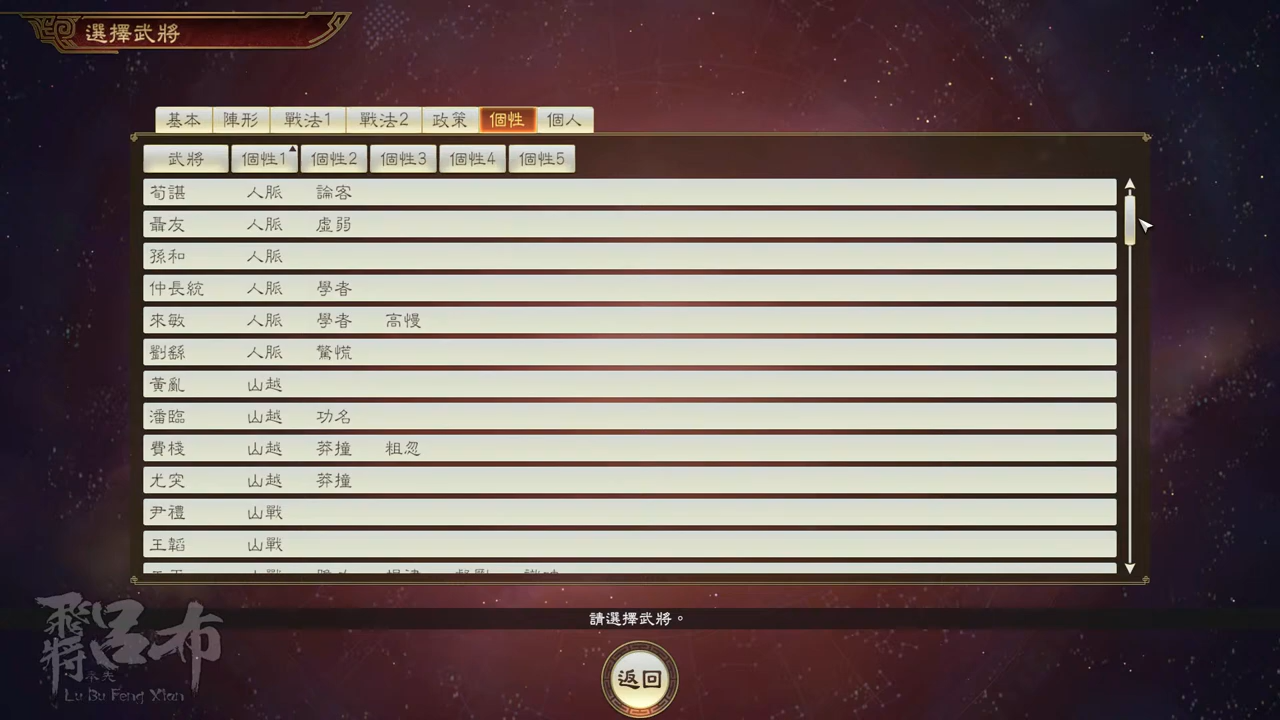 選擇武將
基本 陣形 戰法1 戰法2 政策 個性 個人
武將 個性1 個性2 個性3 個性4 個性5
荀諶 人脈 論客
聶友 人脈 虛弱
孫和 人脈
仲長統 人脈 學者
來敏 人脈 學者 高慢
劉繇 人脈 驚慌
黃亂 山越
潘臨 山越 功名
費棧 山越 莽撞 粗忽
尤突 山越 莽撞
尹禮 山戰
王韜 山戰
請選擇武將。
返回
飛將呂布
奉先
Lu Bu Feng Xian